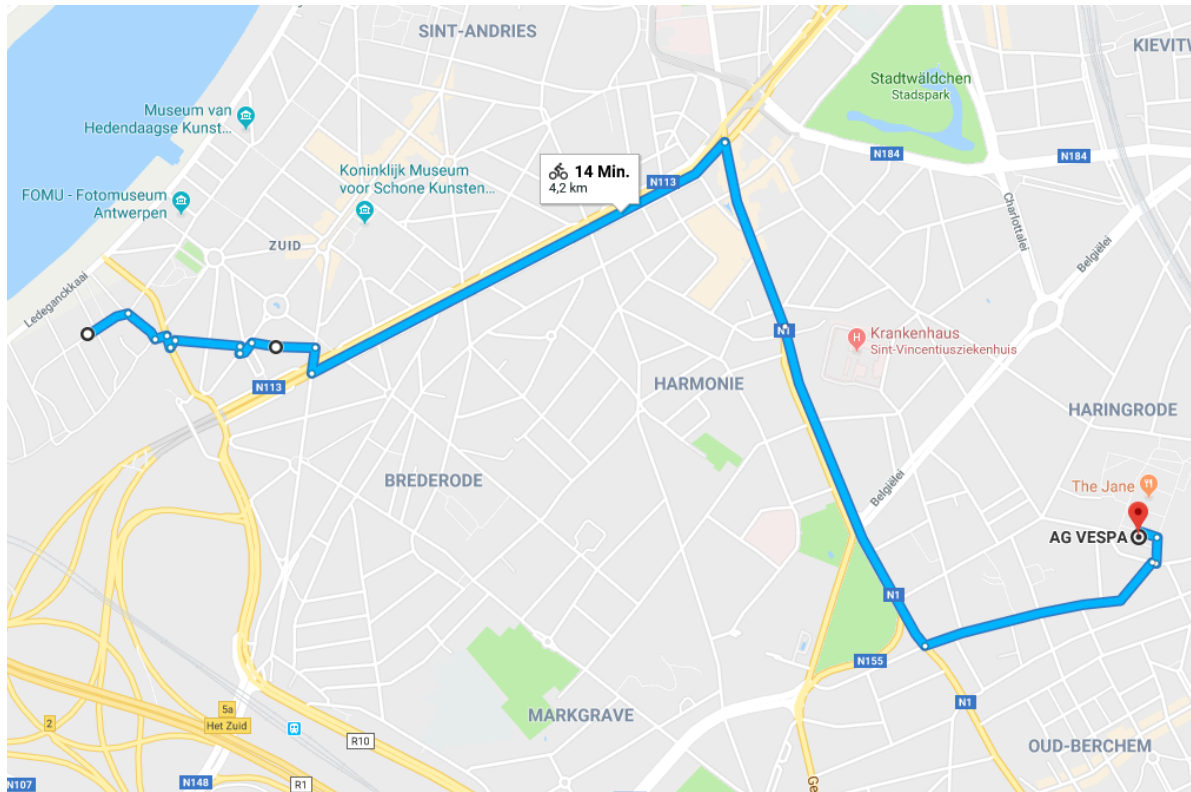 SINT-ANDRIES
KIEVITW
Stadtwäldchen
Stadspark
Museum van
Hedendaagse Kunst...
N184
N184
14 Min.
4,2 km
N113
Koninklijk Museum
voor Schone Kunsten...
FOMU - Fotomuseum
Antwerpen
Charlottalei
Belgiëlei
ZUID
Ledeganckkaai
N1
Krankenhaus
Sint-Vincentiusziekenhuis
H
N113
HARMONIE
HARINGRODE
BREDERODE
Belgiëlei
The Jane
AG VESPA
N1
N155
N1
MARKGRAVE
OUD-BERCHEM
5a
Het Zuid
2
R10
N107
N148
R1
Ge